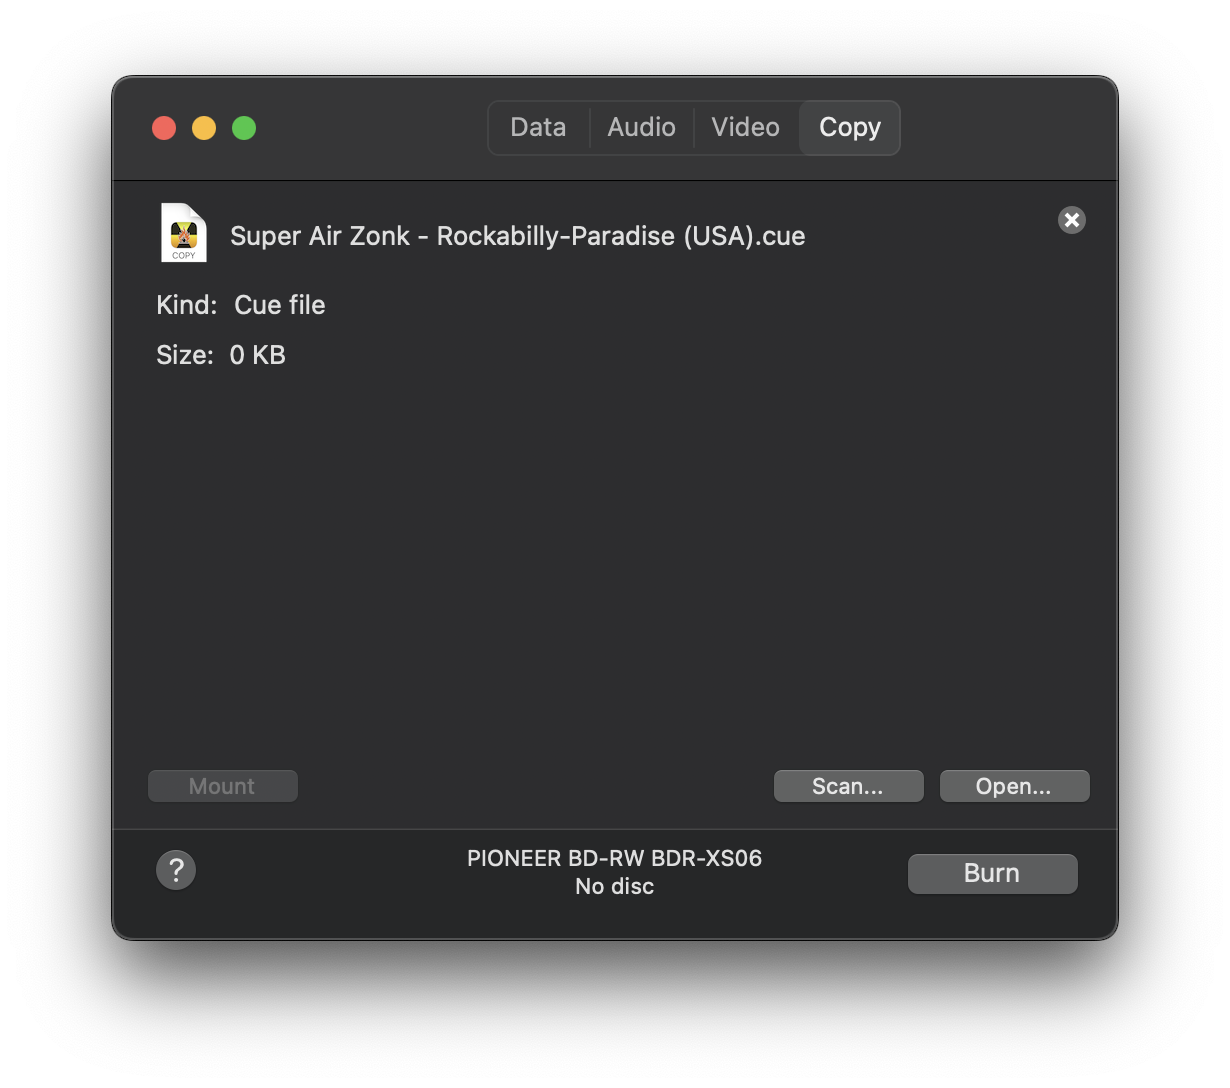 Data Audio Video Copy
COPY
Super Air Zonk - Rockabilly-Paradise (USA).cue
Kind: Cue file
Size: 0 KB
Mount Scan... Open...
?
PIONEER BD-RW BDR-XS06
No disc
Burn